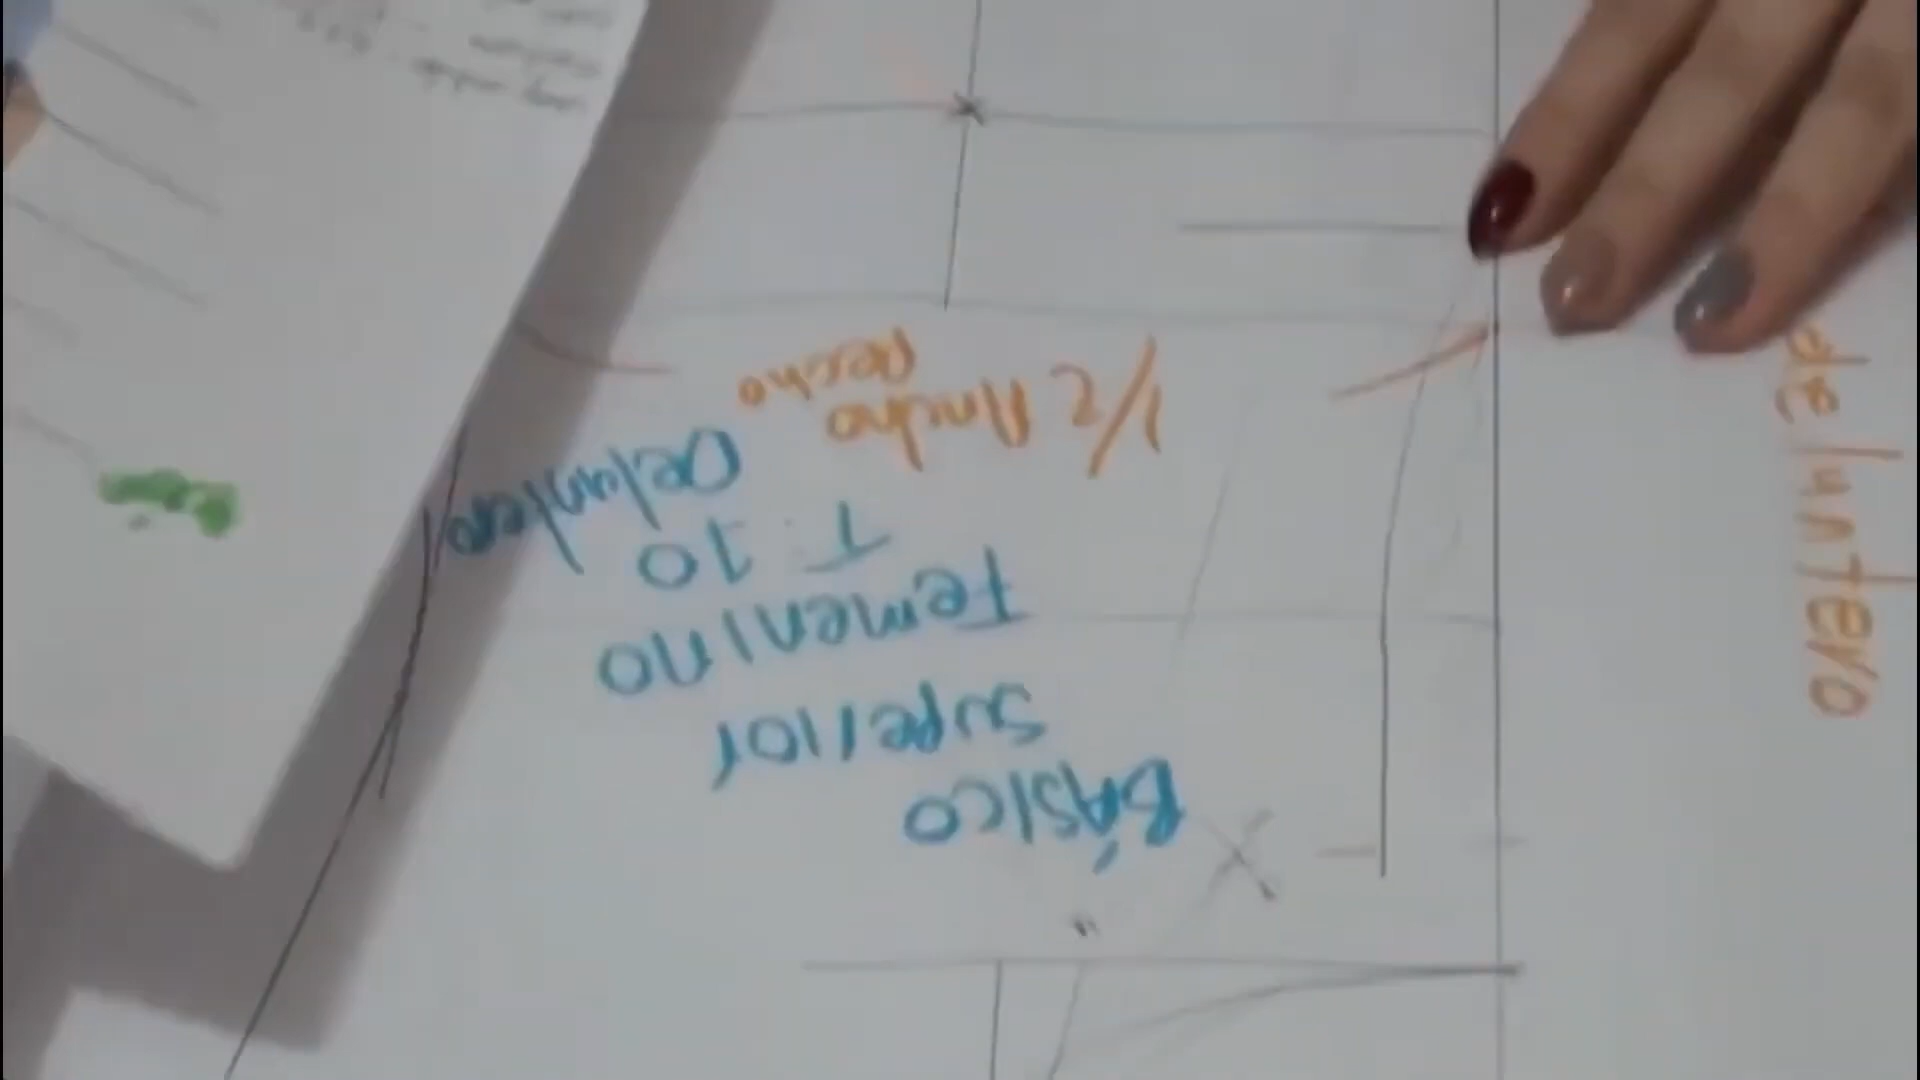 BÁSICO
superior
Femenino
T. 10
Delantero
1/2 Ancho
Pecho
delantero